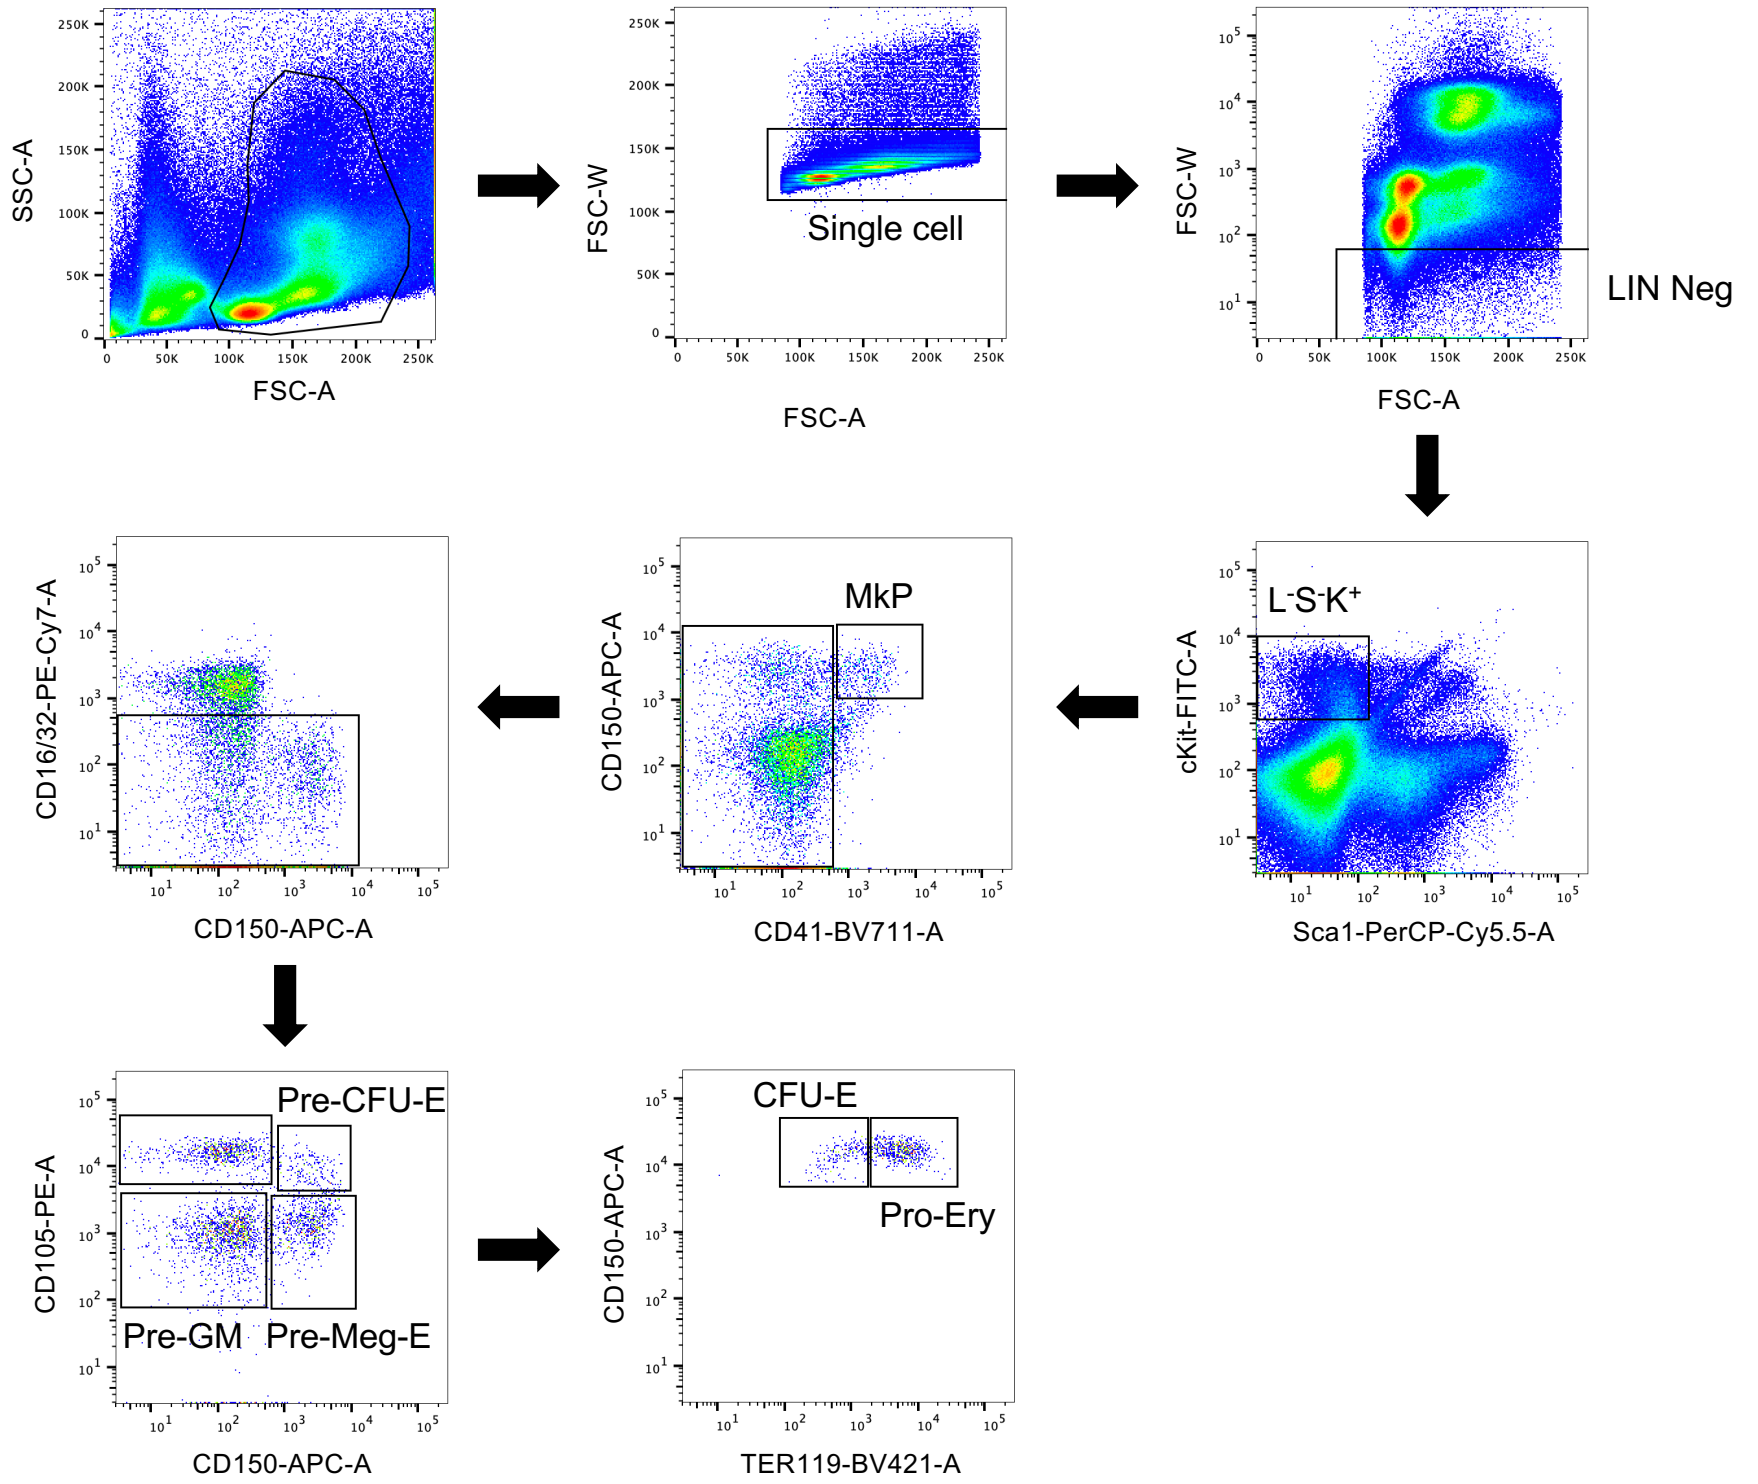 250K
200K
150K
100K
50K
0
SSC-A
0 50K 100K 150K 200K 250K
FSC-A
250K
200K
150K
100K
50K
0
FSC-W
Single cell
0 50K 100K 150K 200K 250K
FSC-A
10^5
10^4
10^3
10^2
10^1
FSC-W
LIN Neg
0 50K 100K 150K 200K 250K
FSC-A
10^5
10^4
10^3
10^2
10^1
CD16/32-PE-Cy7-A
10^1 10^2 10^3 10^4 10^5
CD150-APC-A
10^5
10^4
10^3
10^2
10^1
CD150-APC-A
MkP
10^1 10^2 10^3 10^4 10^5
CD41-BV711-A
10^5
10^4
10^3
10^2
10^1
cKit-FITC-A
L⁻S⁻K⁺
10^1 10^2 10^3 10^4 10^5
Sca1-PerCP-Cy5.5-A
10^5
10^4
10^3
10^2
10^1
CD105-PE-A
Pre-CFU-E
Pre-GM Pre-Meg-E
10^1 10^2 10^3 10^4 10^5
CD150-APC-A
10^5
10^4
10^3
10^2
10^1
CD150-APC-A
CFU-E
Pro-Ery
10^1 10^2 10^3 10^4 10^5
TER119-BV421-A